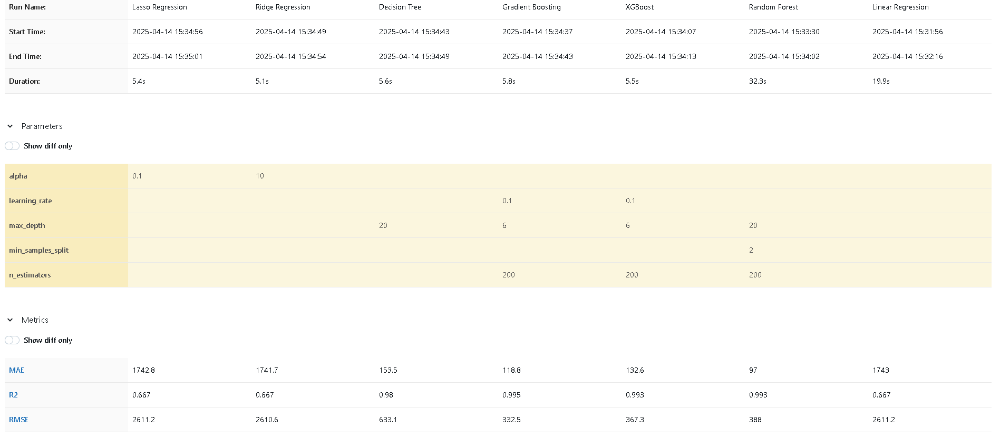 Run Name: Lasso Regression Ridge Regression Decision Tree Gradient Boosting XGBoost Random Forest Linear Regression
Start Time: 2025-04-14 15:34:56 2025-04-14 15:34:49 2025-04-14 15:34:43 2025-04-14 15:34:37 2025-04-14 15:34:07 2025-04-14 15:33:30 2025-04-14 15:31:56
End Time: 2025-04-14 15:35:01 2025-04-14 15:34:54 2025-04-14 15:34:49 2025-04-14 15:34:43 2025-04-14 15:34:13 2025-04-14 15:34:02 2025-04-14 15:32:16
Duration: 5.4s 5.1s 5.6s 5.8s 5.5s 32.3s 19.9s
Parameters
Show diff only
alpha 0.1 10
learning_rate 0.1 0.1
max_depth 20 6 6 20
min_samples_split 2
n_estimators 200 200 200
Metrics
Show diff only
MAE 1742.8 1741.7 153.5 118.8 132.6 97 1743
R2 0.667 0.667 0.98 0.995 0.993 0.993 0.667
RMSE 2611.2 2610.6 633.1 332.5 367.3 388 2611.2